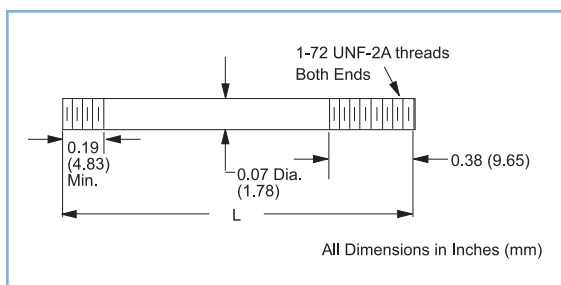 1-72 UNF-2A threads
Both Ends
0.19
(4.83)
Min.
0.07 Dia.
(1.78)
0.38 (9.65)
L
All Dimensions in Inches (mm)